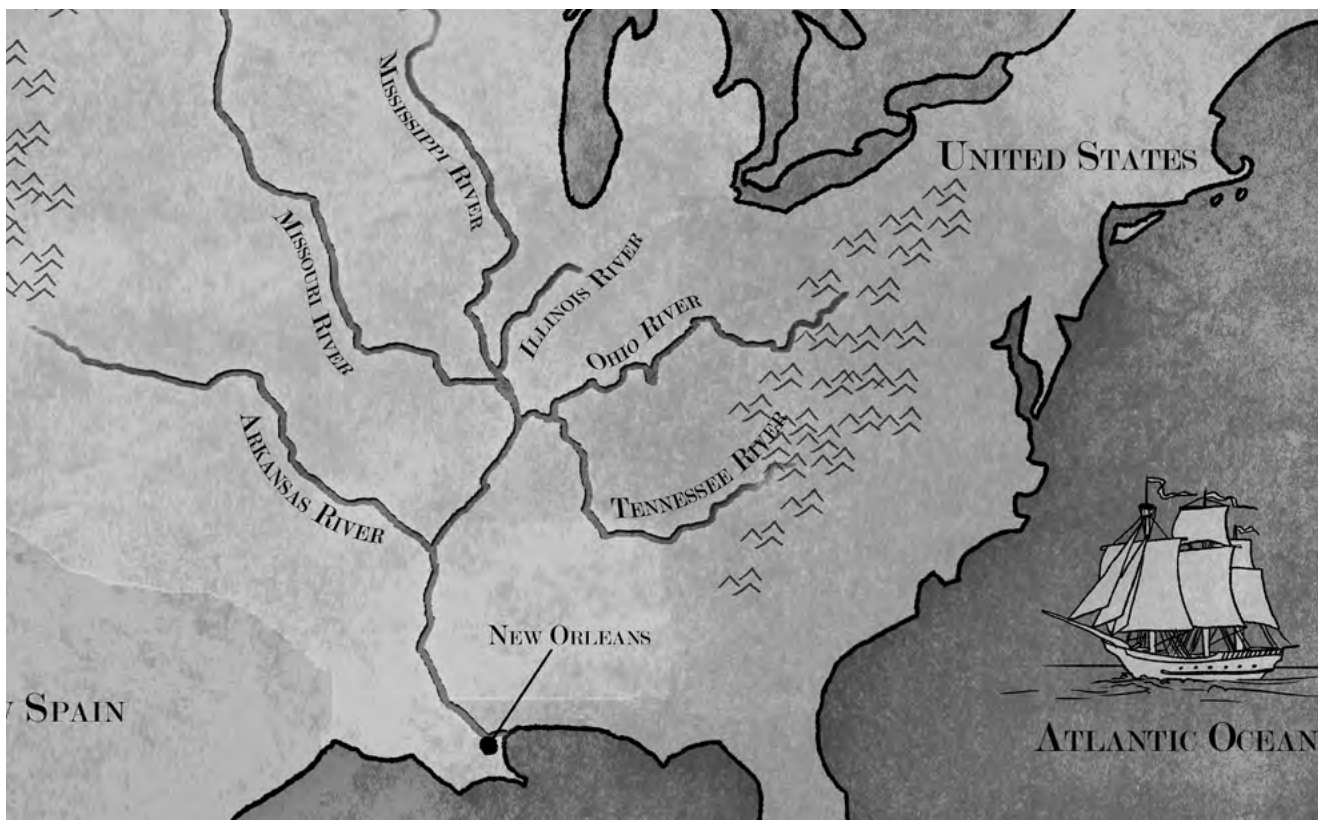 Mississippi River
United States
Missouri River
Illinois River
Ohio River
Arkansas River
Tennessee River
New Orleans
Spain
Atlantic Ocean